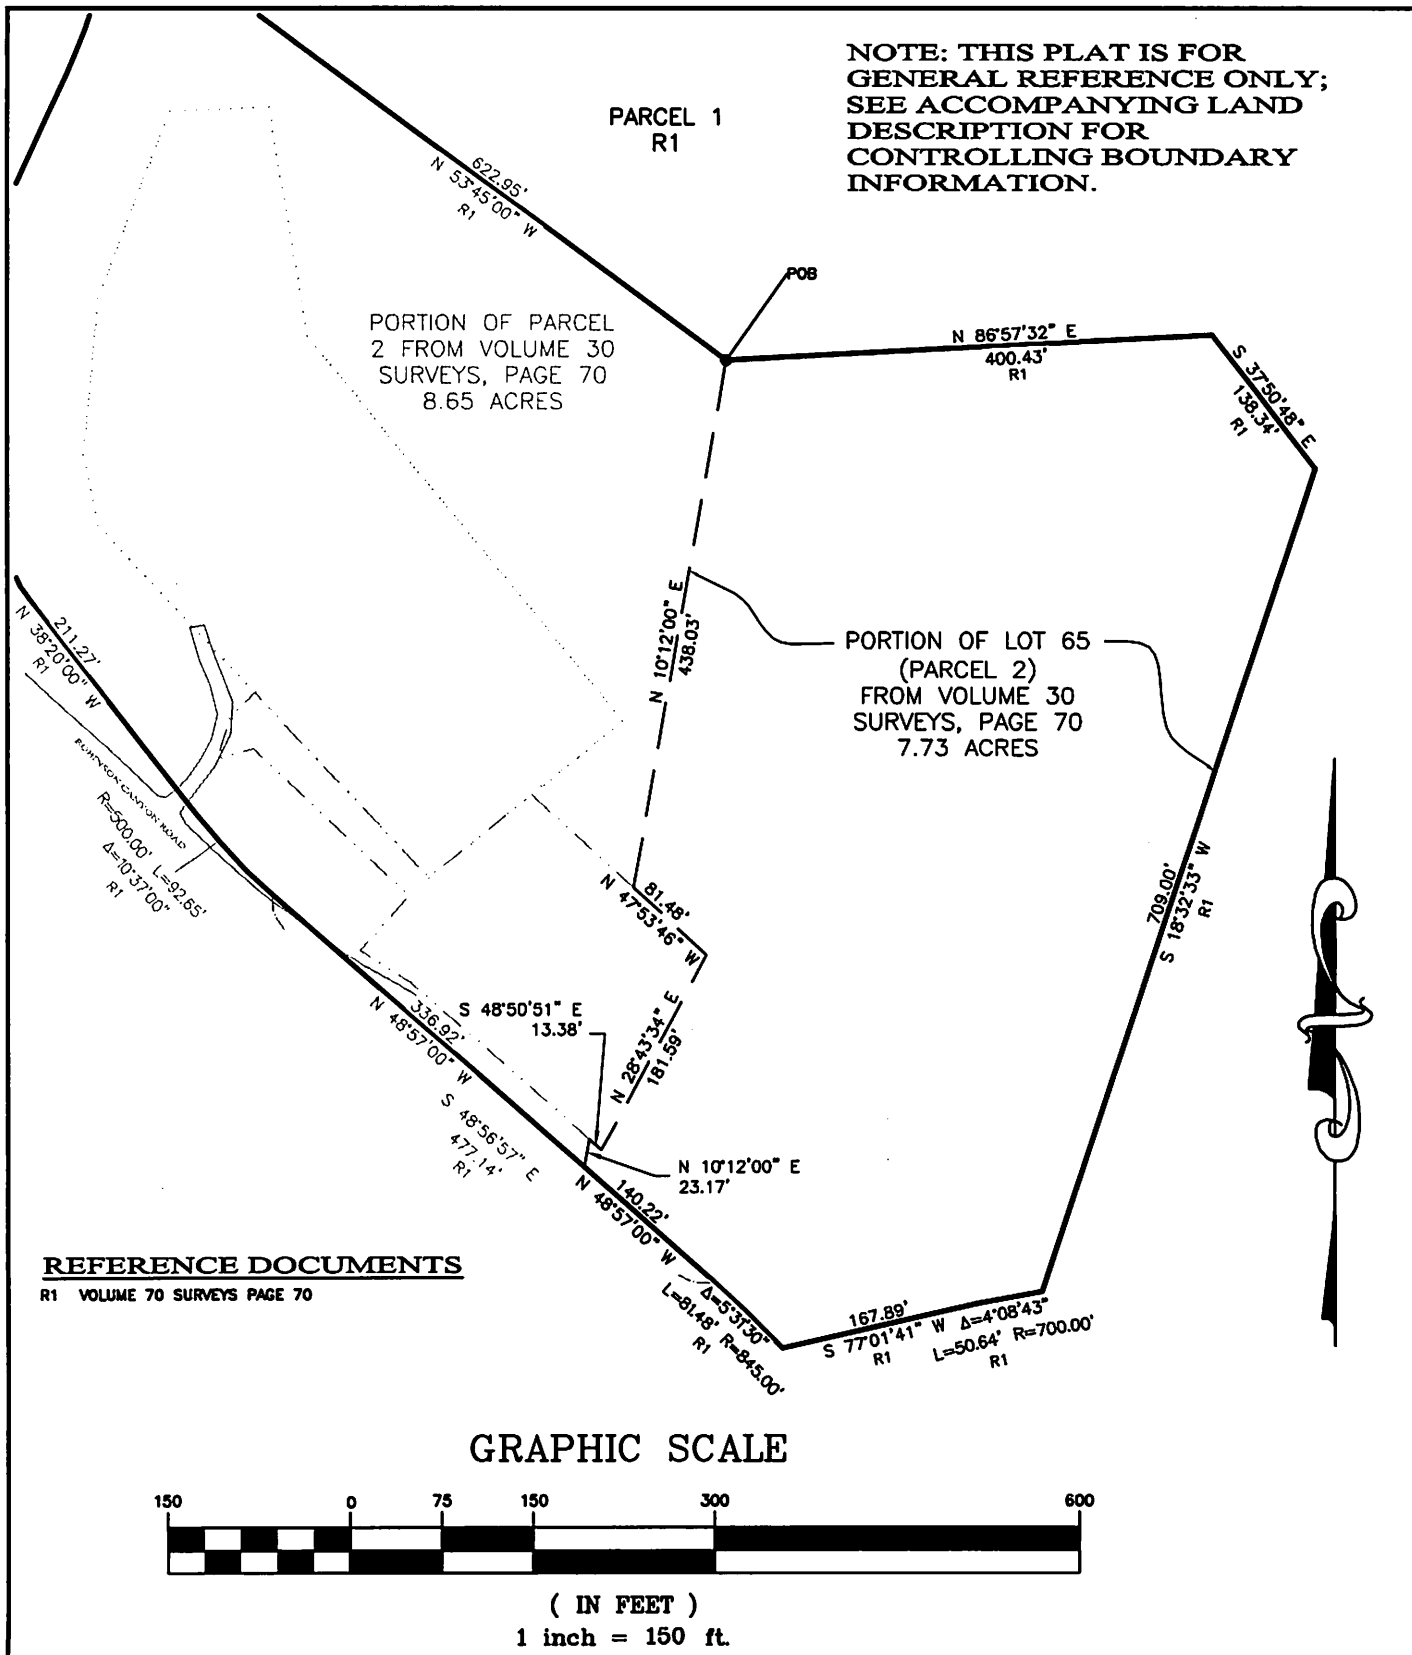 NOTE: THIS PLAT IS FOR
GENERAL REFERENCE ONLY;
SEE ACCOMPANYING LAND
DESCRIPTION FOR
CONTROLLING BOUNDARY
INFORMATION.
PARCEL 1
R1
622.95'
N 53°45'00" W
R1
POB
PORTION OF PARCEL
2 FROM VOLUME 30
SURVEYS, PAGE 70
8.65 ACRES
N 86°57'32" E
400.43'
R1
S 37°50'48" E
138.34'
R1
N 10°12'00" E
438.03'
PORTION OF LOT 65
(PARCEL 2)
FROM VOLUME 30
SURVEYS, PAGE 70
7.73 ACRES
211.27'
N 38°20'00" W
R1
ROBINSON CANYON ROAD
R=500.00' L=92.65'
Δ=10°37'00"
R1
81.48'
N 47°53'46" W
709.00'
S 18°32'33" W
R1
S 48°50'51" E
13.38'
N 28°43'34" E
181.59'
336.92'
N 48°57'00" W
S 48°56'57" E
477.14'
R1
N 10°12'00" E
23.17'
140.22'
N 48°57'00" W
Δ=5°31'30"
L=81.48' R=845.00'
R1
167.89'
S 77°01'41" W
R1
Δ=4°08'43"
L=50.64' R=700.00'
R1
REFERENCE DOCUMENTS
R1 VOLUME 70 SURVEYS PAGE 70
GRAPHIC SCALE
150 0 75 150 300 600
( IN FEET )
1 inch = 150 ft.